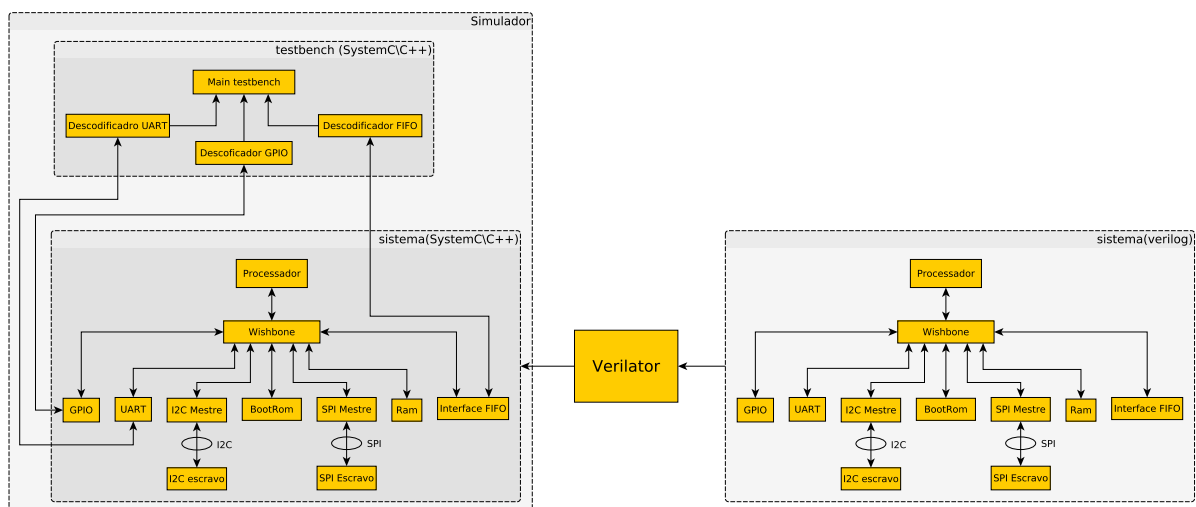 Simulador
testbench (SystemC\C++)
Main testbench
Descodificadro UART
Descodificador FIFO
Descoficador GPIO
sistema(SystemC\C++)
Processador
Wishbone
GPIO
UART
I2C Mestre
BootRom
SPI Mestre
Ram
Interface FIFO
I2C
SPI
I2C escravo
SPI Escravo
Verilator
sistema(verilog)
Processador
Wishbone
GPIO
UART
I2C Mestre
BootRom
SPI Mestre
Ram
Interface FIFO
I2C
SPI
I2C escravo
SPI Escravo